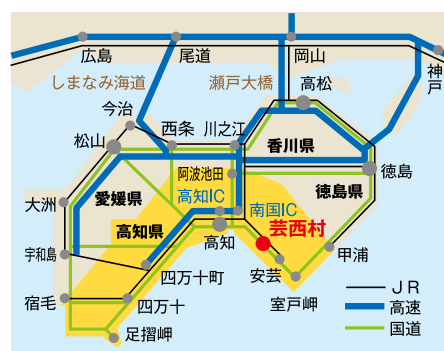 広島
尾道
岡山
神戸
しまなみ海道
瀬戸大橋
高松
今治
西条
川之江
松山
香川県
阿波池田
徳島
大洲
愛媛県
高知IC
南国IC
徳島県
高知県
芸西村
宇和島
高知
甲浦
四万十町
安芸
宿毛
四万十
室戸岬
足摺岬
JR
高速
国道